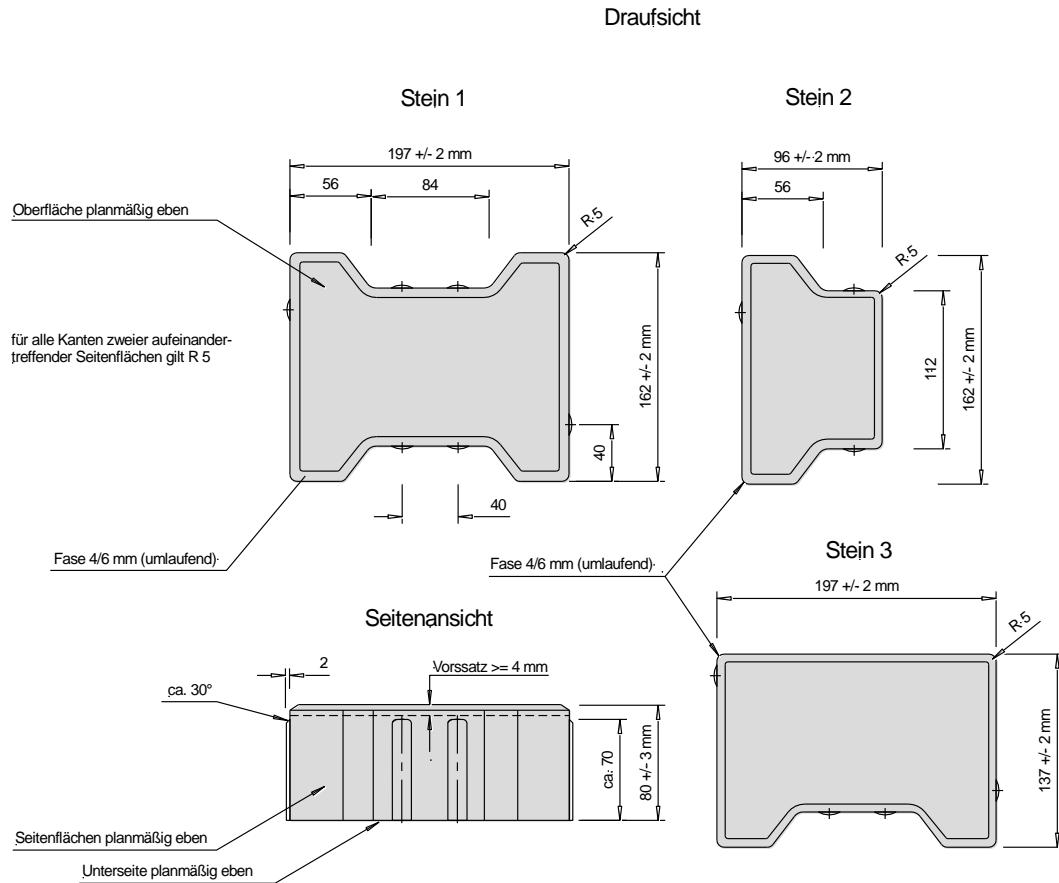 Draufsicht
Stein 1
197 +/- 2 mm
56
84
Oberfläche planmäßig eben
R 5
für alle Kanten zweier aufeinander-
treffender Seitenflächen gilt R 5
162 +/- 2 mm
40
40
Fase 4/6 mm (umlaufend)
Stein 2
96 +/- 2 mm
56
R 5
112
162 +/- 2 mm
Fase 4/6 mm (umlaufend)
Seitenansicht
2
Vorssatz >= 4 mm
ca. 30°
ca. 70
80 +/- 3 mm
Seitenflächen planmäßig eben
Unterseite planmäßig eben
Stein 3
197 +/- 2 mm
R 5
137 +/- 2 mm